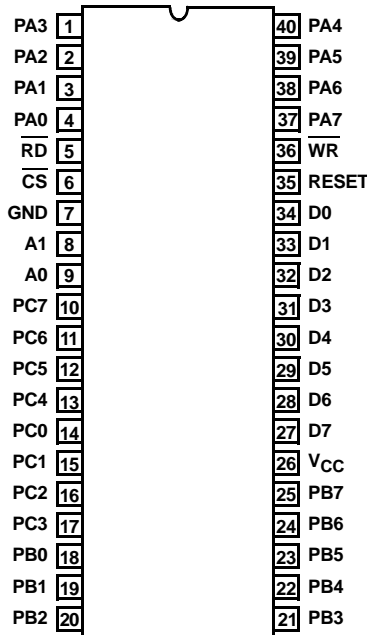 PA3 1 40 PA4
PA2 2 39 PA5
PA1 3 38 PA6
PA0 4 37 PA7
R̅D̅ 5 36 W̅R̅
C̅S̅ 6 35 RESET
GND 7 34 D0
A1 8 33 D1
A0 9 32 D2
PC7 10 31 D3
PC6 11 30 D4
PC5 12 29 D5
PC4 13 28 D6
PC0 14 27 D7
PC1 15 26 VCC
PC2 16 25 PB7
PC3 17 24 PB6
PB0 18 23 PB5
PB1 19 22 PB4
PB2 20 21 PB3